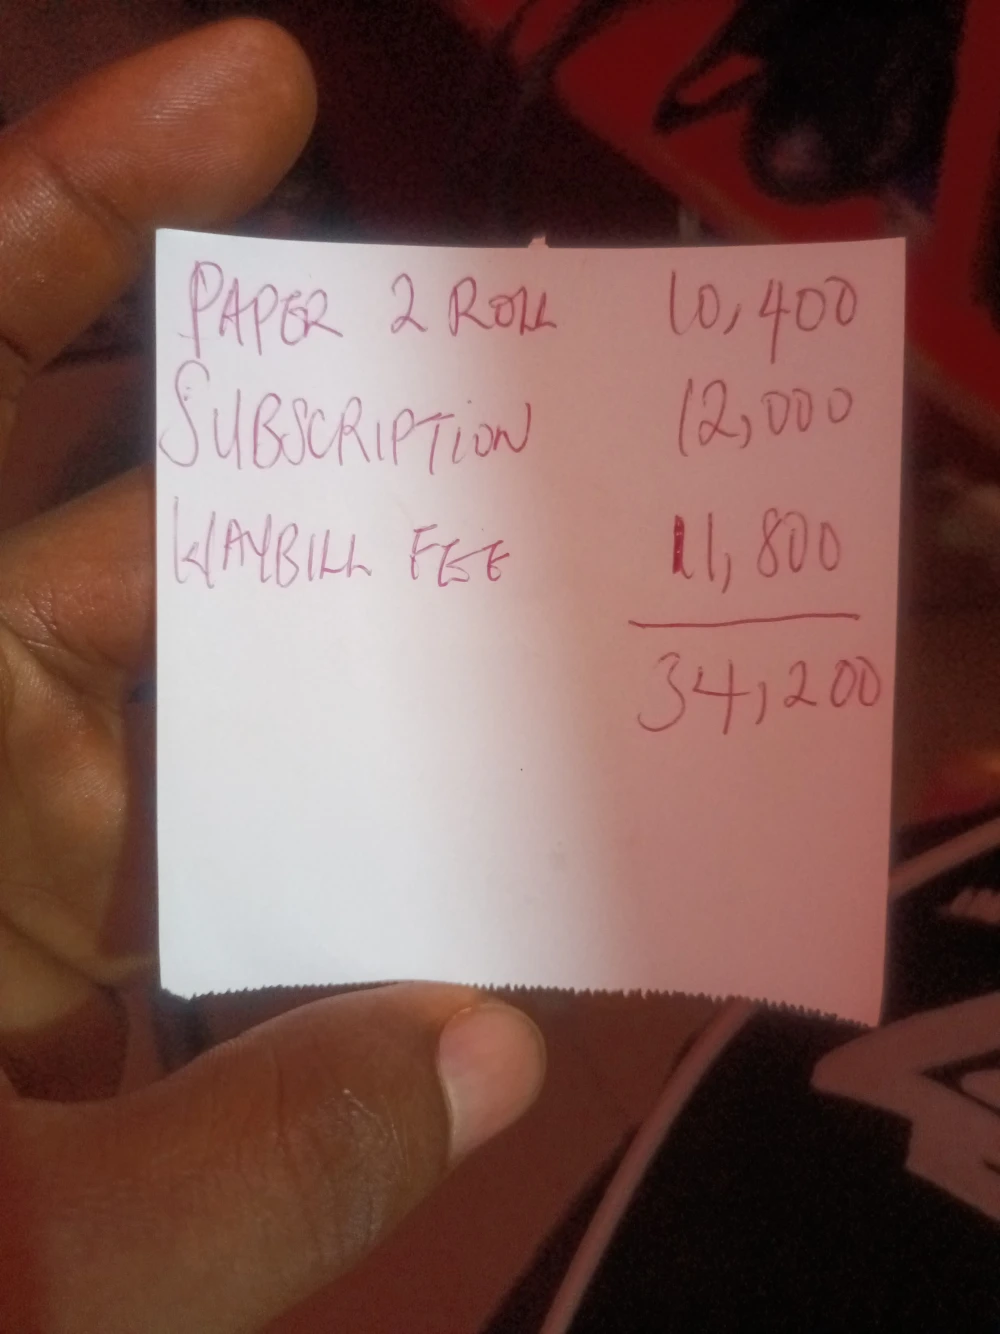 PAPER 2 ROLL 10,400
SUBSCRIPTION 12,000
WAYBILL FEE 11,800
34,200